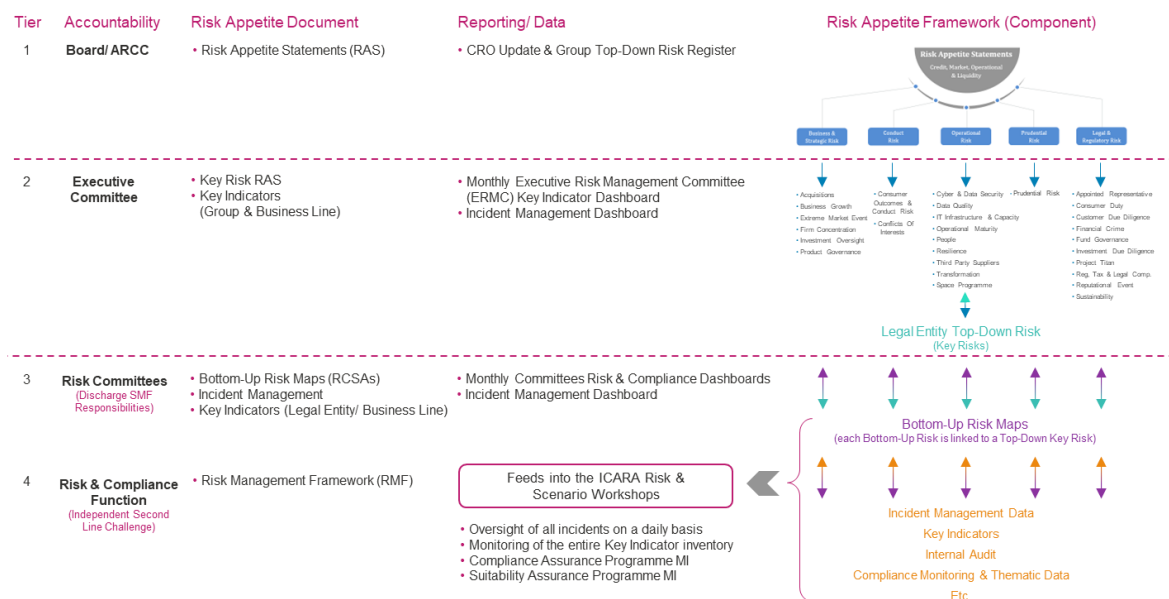 Tier
Accountability
Risk Appetite Document
Reporting/ Data
Risk Appetite Framework (Component)
1
Board/ ARCC
• Risk Appetite Statements (RAS)
• CRO Update & Group Top-Down Risk Register
Risk Appetite Statements
Credit, Market, Operational
& Liquidity
Business &
Strategic Risk
Conduct
Risk
Operational
Risk
Prudential
Risk
Legal &
Regulatory Risk
2
Executive
Committee
• Key Risk RAS
• Key Indicators
(Group & Business Line)
• Monthly Executive Risk Management Committee
(ERMC) Key Indicator Dashboard
• Incident Management Dashboard
• Acquisitions
• Business Growth
• Extreme Market Event
• Firm Concentration
• Investment Oversight
• Product Governance
• Consumer
Outcomes &
Conduct Risk
• Conflicts Of
Interests
• Cyber & Data Security
• Data Quality
• IT Infrastructure & Capacity
• Operational Maturity
• People
• Resilience
• Third Party Suppliers
• Transformation
• Space Programme
• Prudential Risk
• Appointed Representative
• Consumer Duty
• Customer Due Diligence
• Financial Crime
• Fund Governance
• Investment Due Diligence
• Project Titan
• Reg, Tax & Legal Comp.
• Reputational Event
• Sustainability
Legal Entity Top-Down Risk
(Key Risks)
3
Risk Committees
(Discharge SMF
Responsibilities)
• Bottom-Up Risk Maps (RCSAs)
• Incident Management
• Key Indicators (Legal Entity/ Business Line)
• Monthly Committees Risk & Compliance Dashboards
• Incident Management Dashboard
Bottom-Up Risk Maps
(each Bottom-Up Risk is linked to a Top-Down Key Risk)
4
Risk & Compliance
Function
(Independent Second
Line Challenge)
• Risk Management Framework (RMF)
Feeds into the ICARA Risk &
Scenario Workshops
• Oversight of all incidents on a daily basis
• Monitoring of the entire Key Indicator inventory
• Compliance Assurance Programme MI
• Suitability Assurance Programme MI
Incident Management Data
Key Indicators
Internal Audit
Compliance Monitoring & Thematic Data
Etc